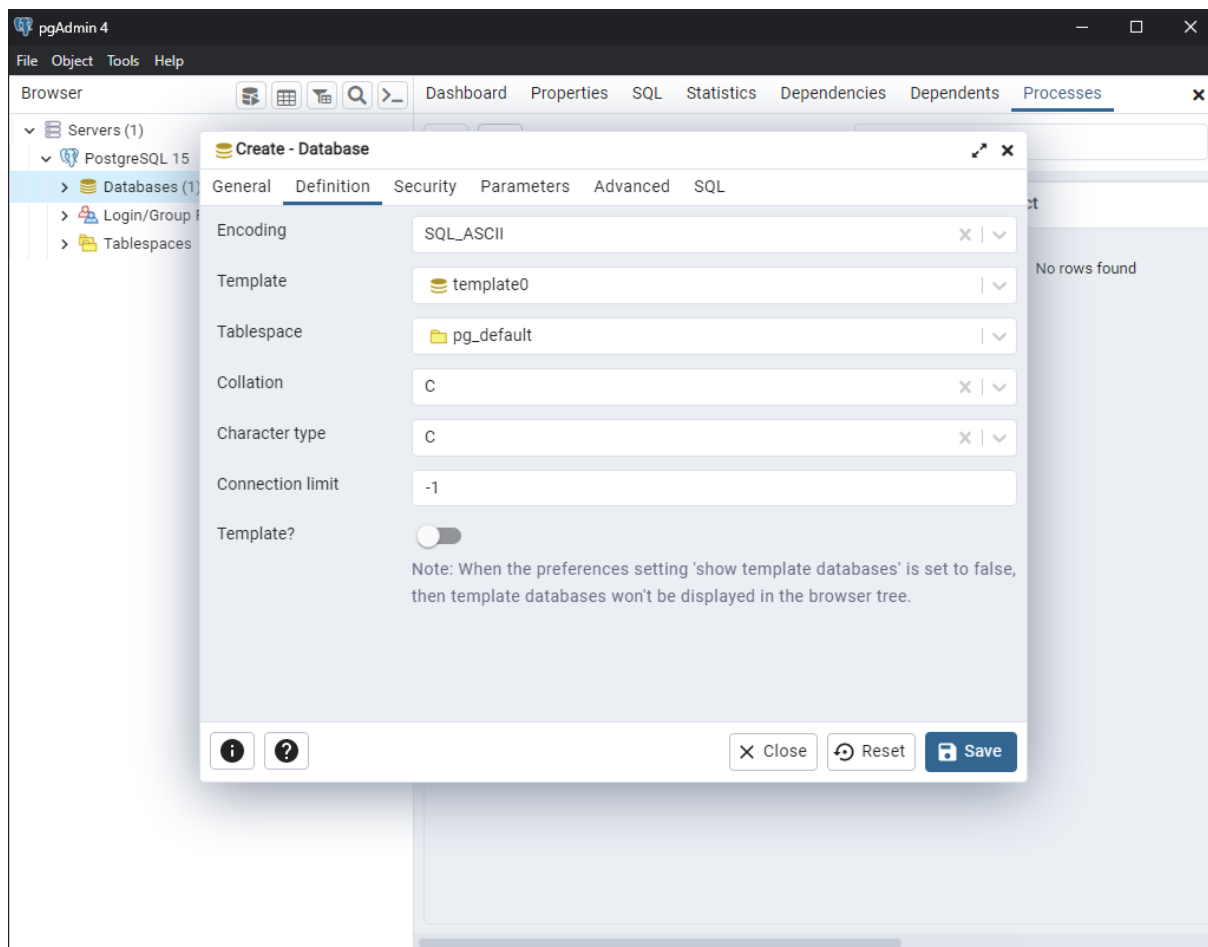 pgAdmin 4
File Object Tools Help
Browser
Dashboard Properties SQL Statistics Dependencies Dependents Processes
Servers (1)
PostgreSQL 15
Databases (1)
Login/Group
Tablespaces
Create - Database
General Definition Security Parameters Advanced SQL
Encoding SQL_ASCII
Template template0
Tablespace pg_default
Collation C
Character type C
Connection limit -1
Template?
Note: When the preferences setting 'show template databases' is set to false,
then template databases won't be displayed in the browser tree.
Close Reset Save
No rows found